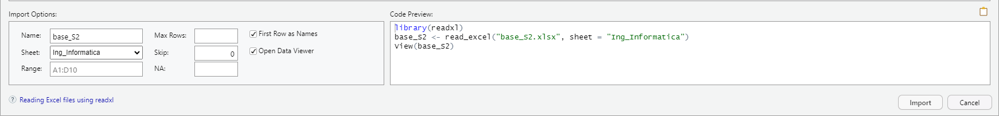 Import Options:
Name: base_S2 Max Rows: First Row as Names
Sheet: Ing_Informatica Skip: 0 Open Data Viewer
Range: A1:D10 NA:
Code Preview:
library(readxl)
base_S2 <- read_excel("base_S2.xlsx", sheet = "Ing_Informatica")
View(base_S2)
? Reading Excel files using readxl
Import Cancel